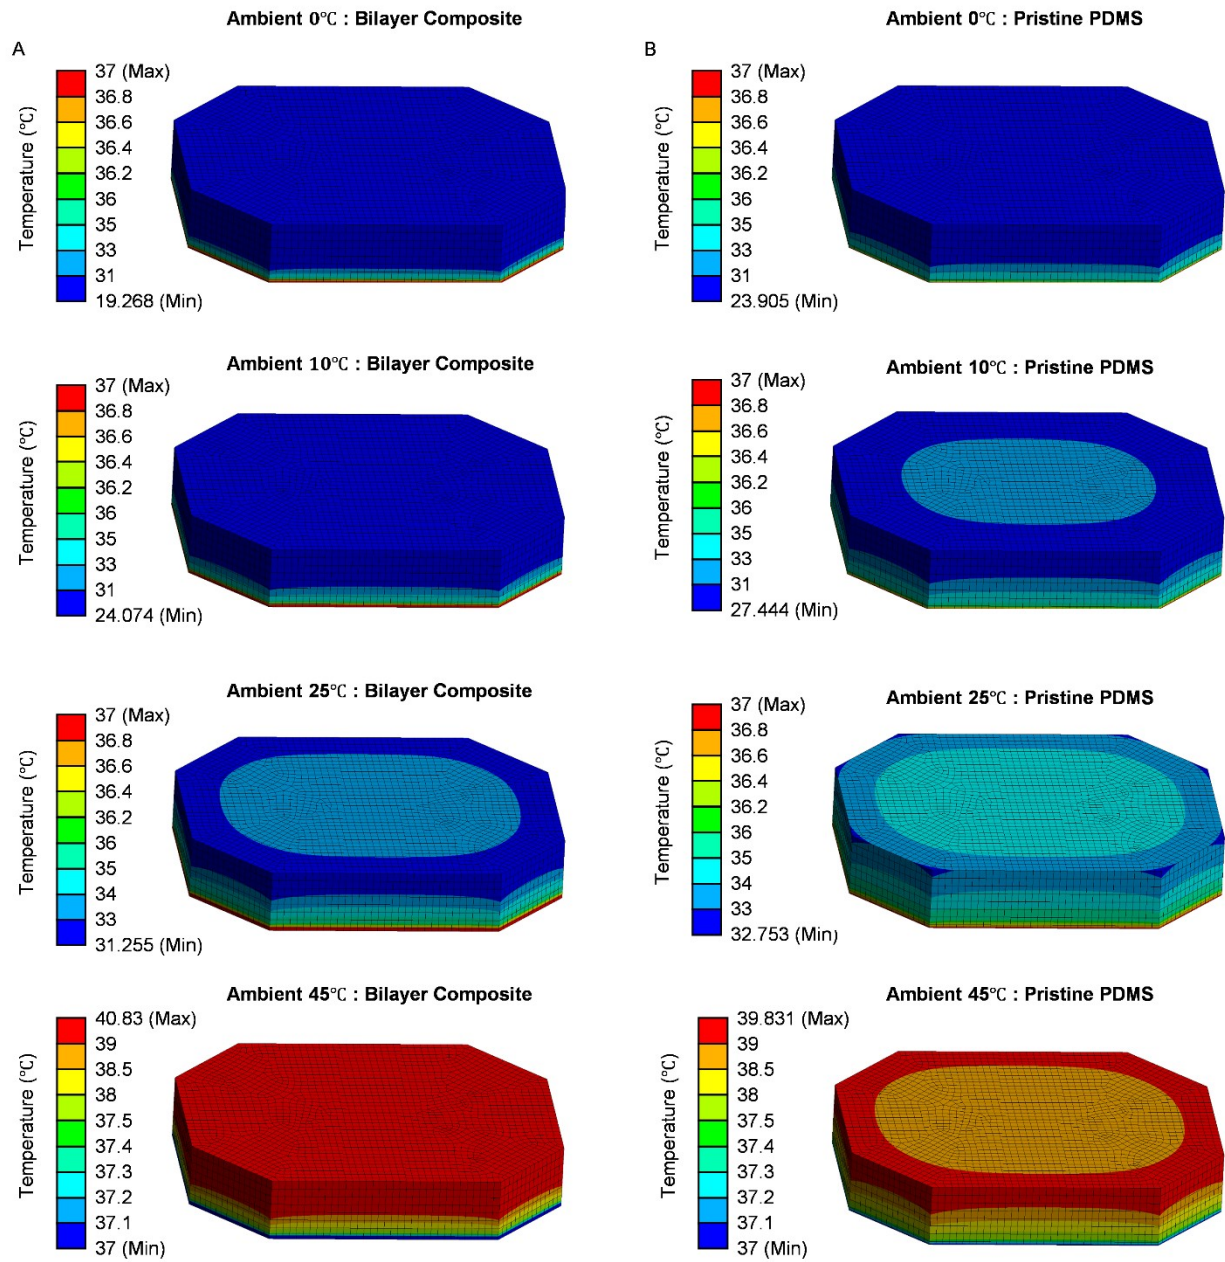 Ambient 0℃ : Bilayer Composite
A
Temperature (℃)
37 (Max)
36.8
36.6
36.4
36.2
36
35
33
31
19.268 (Min)
Ambient 0℃ : Pristine PDMS
B
Temperature (℃)
37 (Max)
36.8
36.6
36.4
36.2
36
35
33
31
23.905 (Min)
Ambient 10℃ : Bilayer Composite
Temperature (℃)
37 (Max)
36.8
36.6
36.4
36.2
36
35
33
31
24.074 (Min)
Ambient 10℃ : Pristine PDMS
Temperature (℃)
37 (Max)
36.8
36.6
36.4
36.2
36
35
33
31
27.444 (Min)
Ambient 25℃ : Bilayer Composite
Temperature (℃)
37 (Max)
36.8
36.6
36.4
36.2
36
35
34
33
31.255 (Min)
Ambient 25℃ : Pristine PDMS
Temperature (℃)
37 (Max)
36.8
36.6
36.4
36.2
36
35
34
33
32.753 (Min)
Ambient 45℃ : Bilayer Composite
Temperature (℃)
40.83 (Max)
39
38.5
38
37.5
37.4
37.3
37.2
37.1
37 (Min)
Ambient 45℃ : Pristine PDMS
Temperature (℃)
39.831 (Max)
39
38.5
38
37.5
37.4
37.3
37.2
37.1
37 (Min)